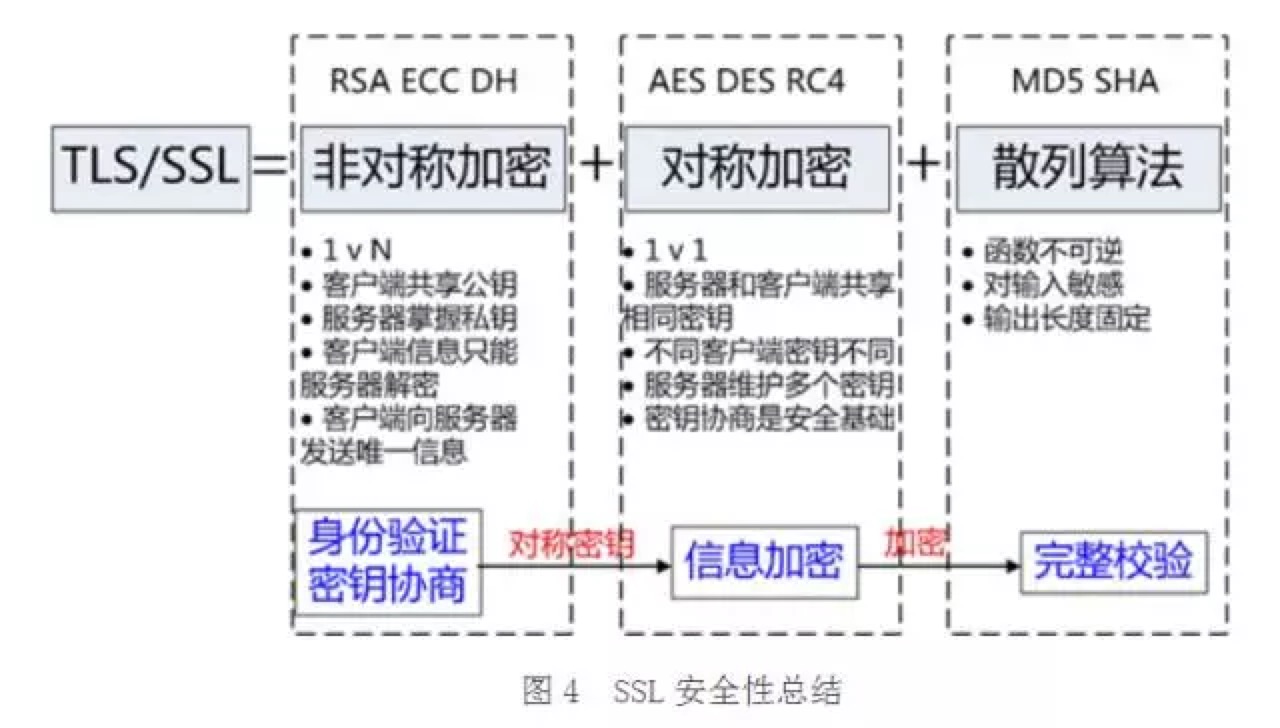 RSA ECC DH
AES DES RC4
MD5 SHA
TLS/SSL = 非对称加密 + 对称加密 + 散列算法
• 1 v N
• 客户端共享公钥
• 服务器掌握私钥
• 客户端信息只能
服务器解密
• 客户端向服务器
发送唯一信息
• 1 v 1
• 服务器和客户端共享
相同密钥
• 不同客户端密钥不同
• 服务器维护多个密钥
• 密钥协商是安全基础
• 函数不可逆
• 对输入敏感
• 输出长度固定
身份验证
密钥协商
对称密钥
信息加密
加密
完整校验
图 4 SSL 安全性总结